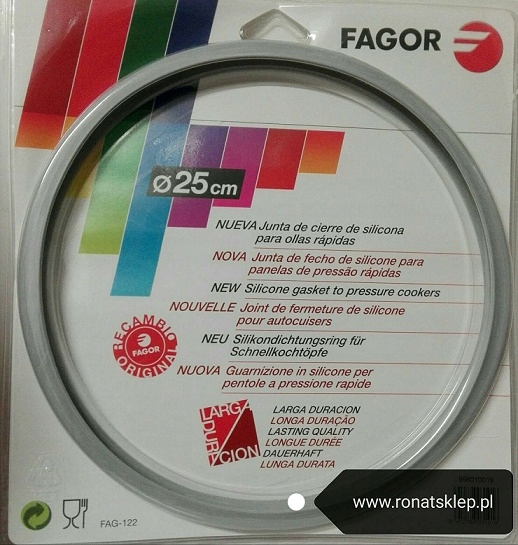 FAGOR
ø25cm
NUEVA Junta de cierre de silicona
para ollas rápidas
NOVA Junta de fecho de silicone para
panelas de pressão rápidas
NEW Silicone gasket to pressure cookers
NOUVELLE Joint de fermeture de silicone
pour autocuisers
NEU Silikondichtungsring für
Schnellkochtöpfe
NUOVA Guarnizione in silicone per
pentole a pressione rapide
RECAMBIO
FAGOR
ORIGINAL
LARGA
DURACION
LARGA DURACION
LONGA DURAÇÃO
LASTING QUALITY
LONGUE DURÉE
DAUERHAFT
LUNGA DURATA
FAG-122
www.ronatsklep.pl